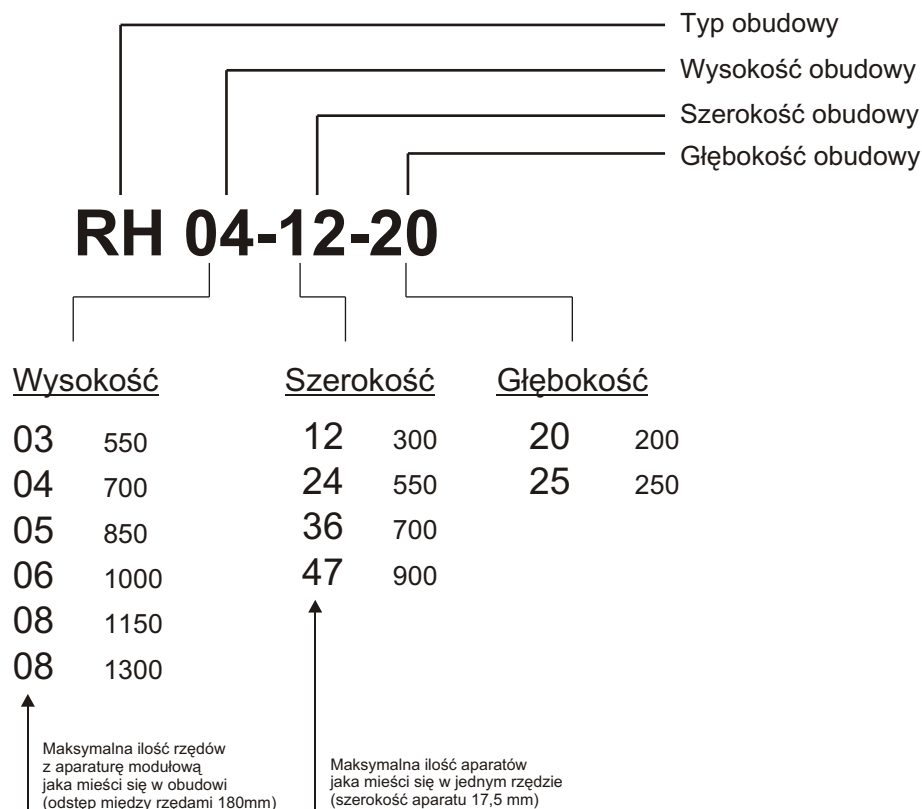 Typ obudowy
Wysokość obudowy
Szerokość obudowy
Głębokość obudowy
RH 04-12-20
Wysokość Szerokość Głębokość
03 550 12 300 20 200
04 700 24 550 25 250
05 850 36 700
06 1000 47 900
08 1150
08 1300
Maksymalna ilość rzędów
z aparaturę modułową
jaka mieści się w obudowi
(odstęp między rzędami 180mm)
Maksymalna ilość aparatów
jaka mieści się w jednym rzędzie
(szerokość aparatu 17,5 mm)